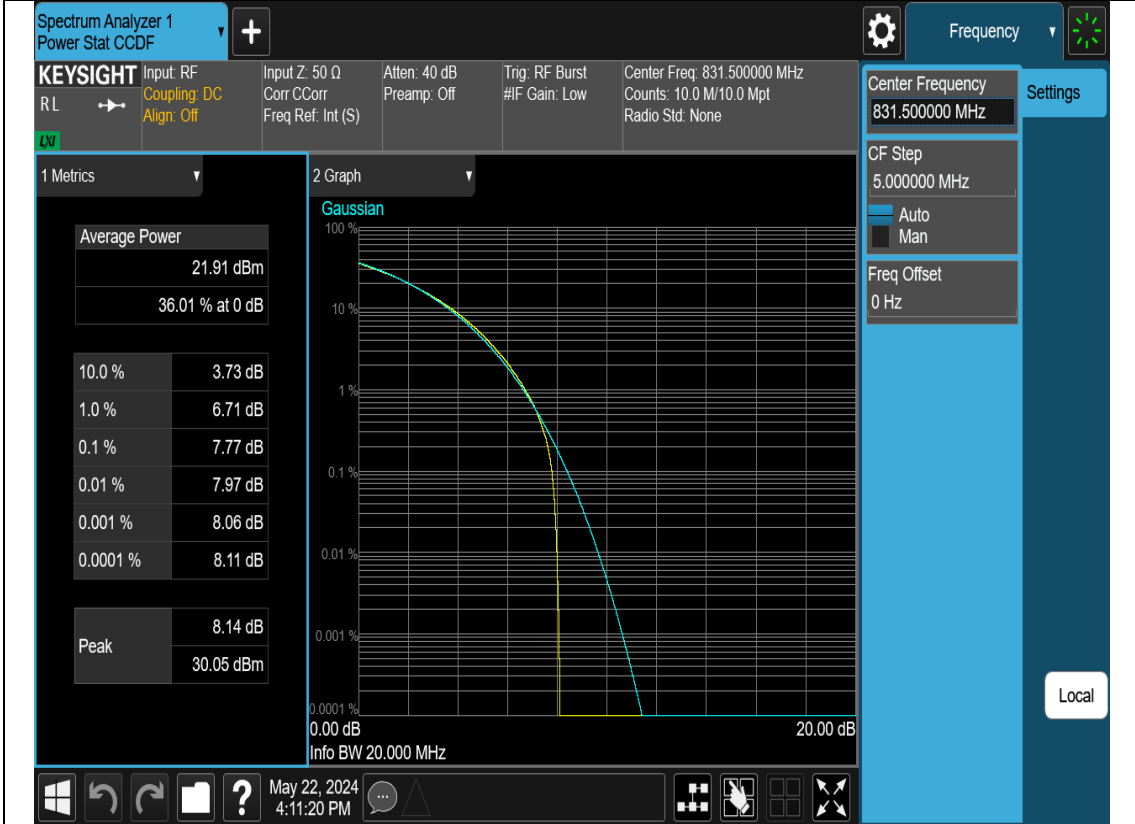 Spectrum Analyzer 1
Power Stat CCDF
Frequency
KEYSIGHT
R L
LXI
Input: RF
Coupling: DC
Align: Off
Input Z: 50 Ω
Corr CCorr
Freq Ref: Int (S)
Atten: 40 dB
Preamp: Off
Trig: RF Burst
#IF Gain: Low
Center Freq: 831.500000 MHz
Counts: 10.0 M/10.0 Mpt
Radio Std: None
Center Frequency
831.500000 MHz
Settings
CF Step
5.000000 MHz
Auto
Man
Freq Offset
0 Hz
1 Metrics
Average Power
21.91 dBm
36.01 % at 0 dB
10.0 % 3.73 dB
1.0 % 6.71 dB
0.1 % 7.77 dB
0.01 % 7.97 dB
0.001 % 8.06 dB
0.0001 % 8.11 dB
Peak
8.14 dB
30.05 dBm
2 Graph
Gaussian
100 %
10 %
1 %
0.1 %
0.01 %
0.001 %
0.0001 %
0.00 dB 20.00 dB
Info BW 20.000 MHz
Local
?
May 22, 2024
4:11:20 PM